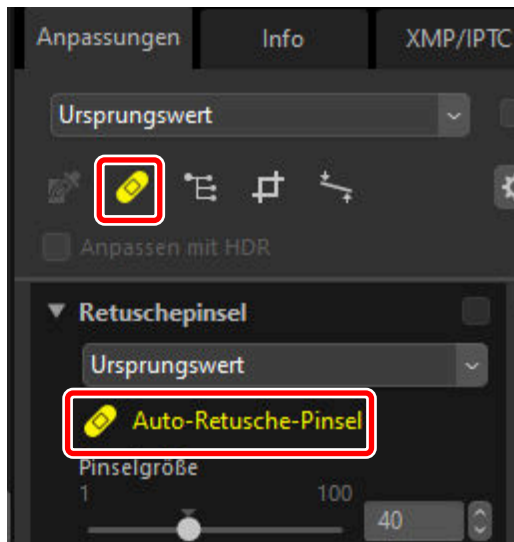 Anpassungen Info XMP/IPTC
Ursprungswert
Anpassen mit HDR
Retuschepinsel
Ursprungswert
Auto-Retusche-Pinsel
Pinselgröße
1 100
40